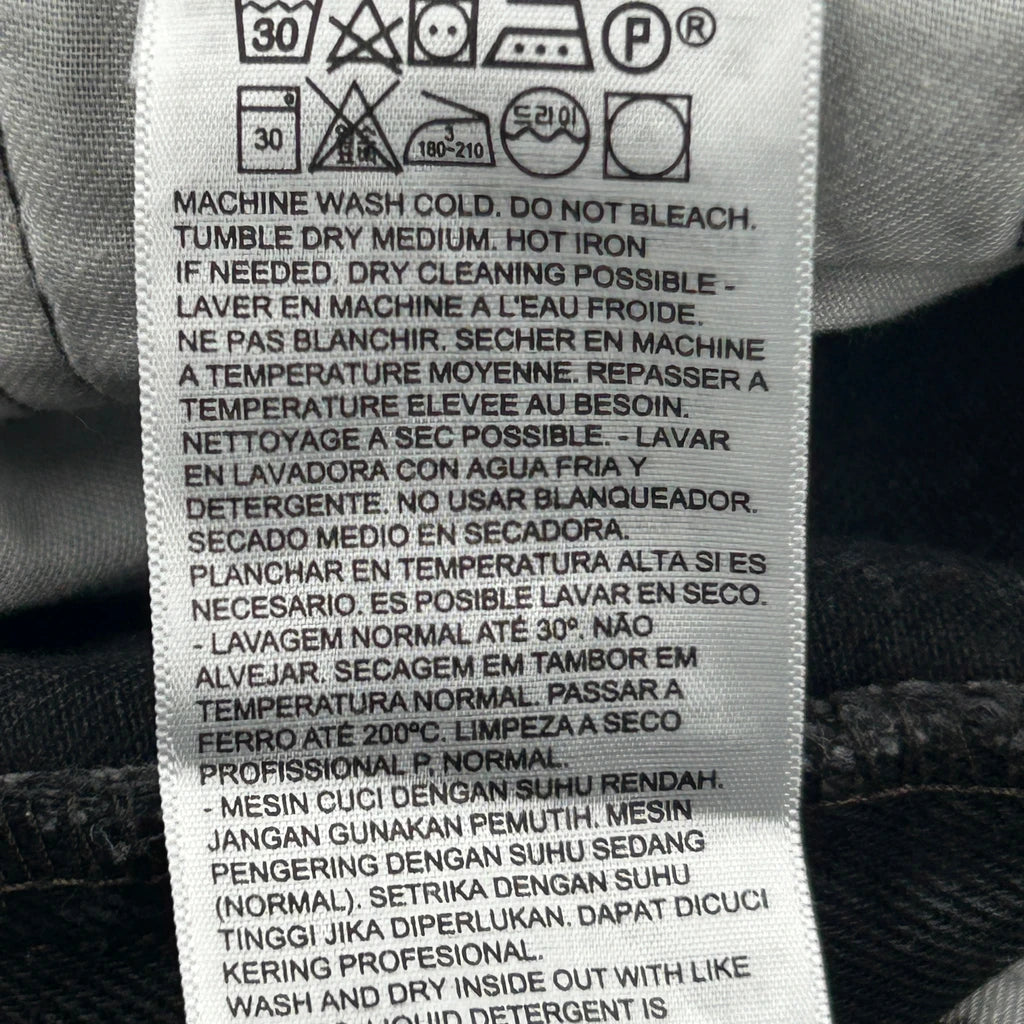 30 P ®
30 3 180-210 드라이
MACHINE WASH COLD. DO NOT BLEACH.
TUMBLE DRY MEDIUM. HOT IRON
IF NEEDED. DRY CLEANING POSSIBLE -
LAVER EN MACHINE A L'EAU FROIDE.
NE PAS BLANCHIR. SECHER EN MACHINE
A TEMPERATURE MOYENNE. REPASSER A
TEMPERATURE ELEVEE AU BESOIN.
NETTOYAGE A SEC POSSIBLE. - LAVAR
EN LAVADORA CON AGUA FRIA Y
DETERGENTE. NO USAR BLANQUEADOR.
SECADO MEDIO EN SECADORA.
PLANCHAR EN TEMPERATURA ALTA SI ES
NECESARIO. ES POSIBLE LAVAR EN SECO.
- LAVAGEM NORMAL ATÉ 30º. NÃO
ALVEJAR. SECAGEM EM TAMBOR EM
TEMPERATURA NORMAL. PASSAR A
FERRO ATÉ 200ºC. LIMPEZA A SECO
PROFISSIONAL P, NORMAL.
- MESIN CUCI DENGAN SUHU RENDAH.
JANGAN GUNAKAN PEMUTIH. MESIN
PENGERING DENGAN SUHU SEDANG
(NORMAL). SETRIKA DENGAN SUHU
TINGGI JIKA DIPERLUKAN. DAPAT DICUCI
KERING PROFESIONAL.
WASH AND DRY INSIDE OUT WITH LIKE
LIQUID DETERGENT IS